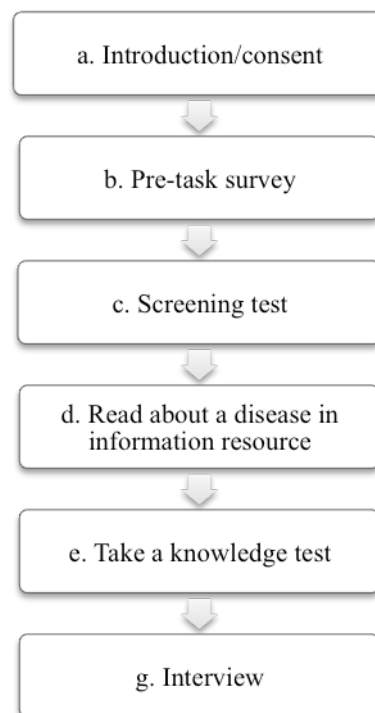 a. Introduction/consent
b. Pre-task survey
c. Screening test
d. Read about a disease in
information resource
e. Take a knowledge test
g. Interview